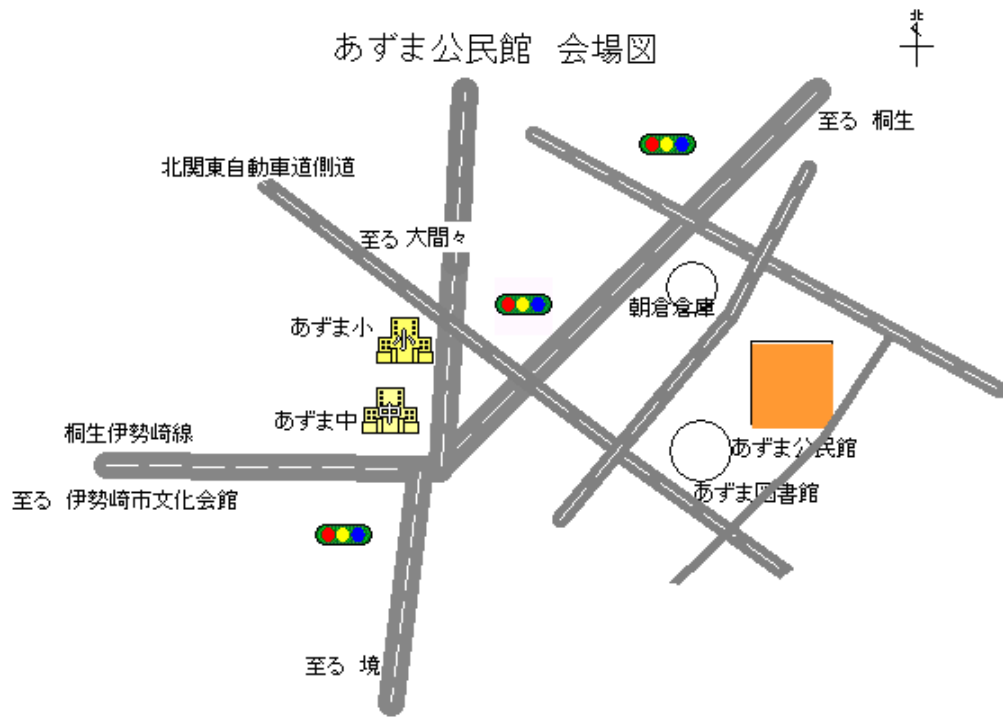 北
あずま公民館 会場図
至る 桐生
北関東自動車道側道
至る 大間々
朝倉倉庫
あずま小
小
あずま中
中
桐生伊勢崎線
あずま公民館
至る 伊勢崎市文化会館
あずま図書館
至る 境